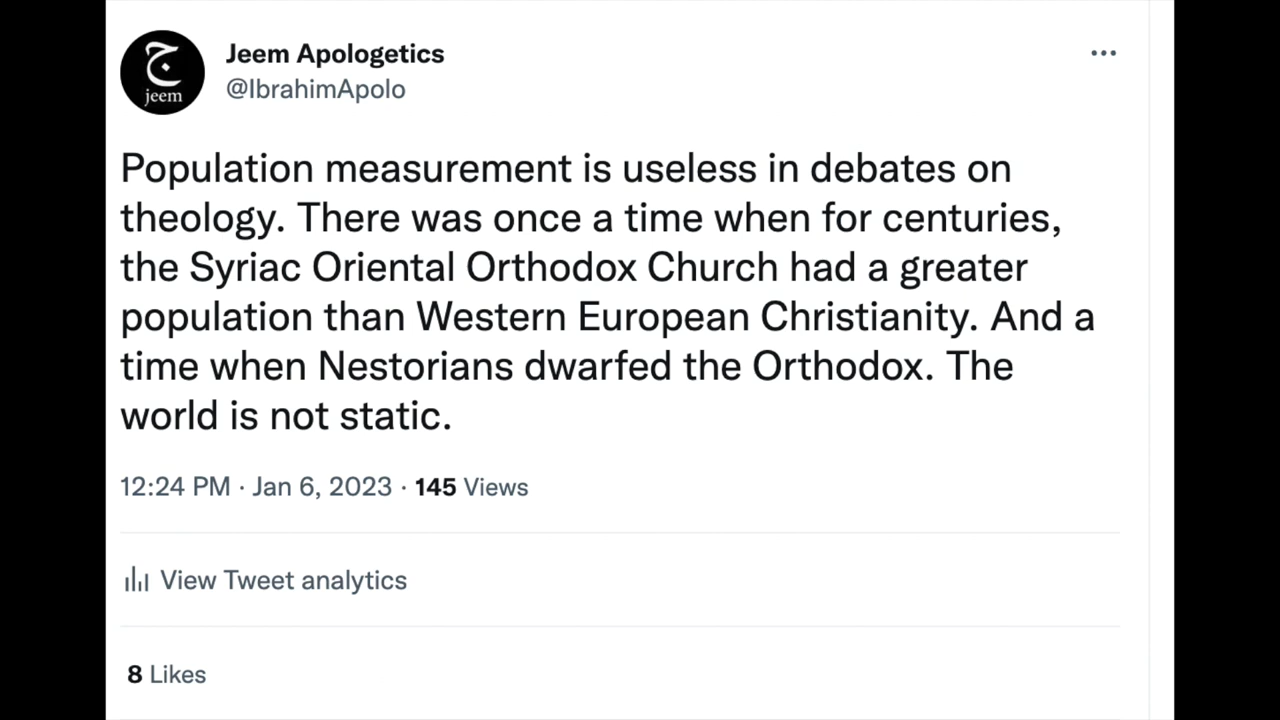 ج
jeem
Jeem Apologetics
@IbrahimApolo
Population measurement is useless in debates on
theology. There was once a time when for centuries,
the Syriac Oriental Orthodox Church had a greater
population than Western European Christianity. And a
time when Nestorians dwarfed the Orthodox. The
world is not static.
12:24 PM · Jan 6, 2023 · 145 Views
View Tweet analytics
8 Likes